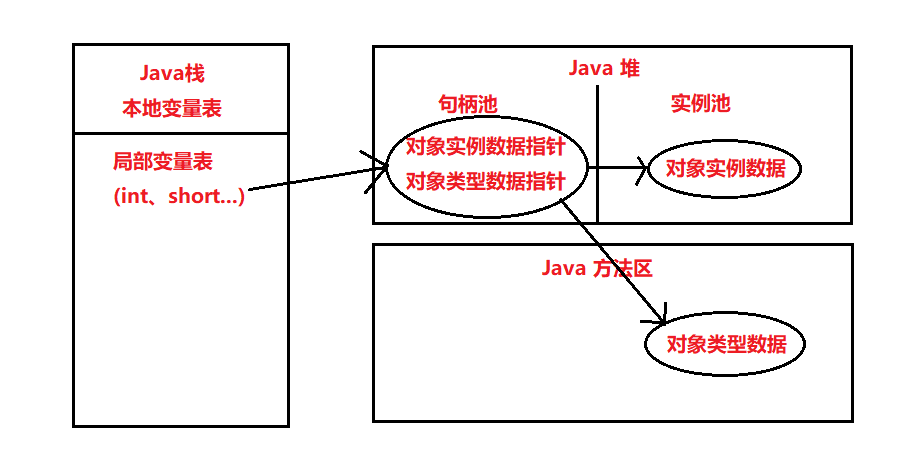 Java栈
本地变量表
局部变量表
(int、short...)
Java 堆
句柄池
实例池
对象实例数据指针
对象类型数据指针
对象实例数据
Java 方法区
对象类型数据